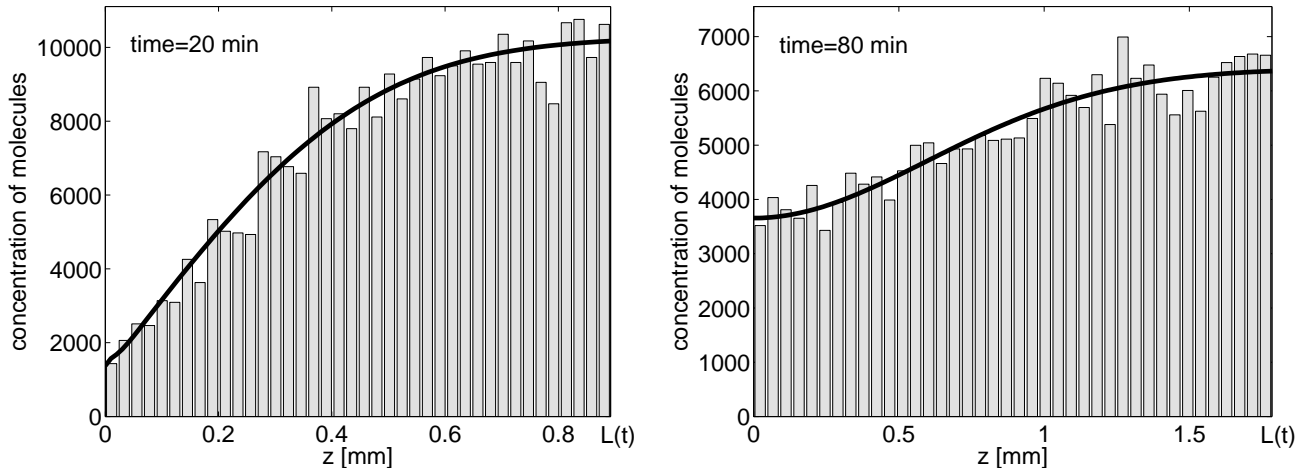 time=20 min
concentration of molecules
10000
8000
6000
4000
2000
0
0 0.2 0.4 0.6 0.8 L(t)
z [mm]
time=80 min
concentration of molecules
7000
6000
5000
4000
3000
2000
1000
0
0 0.5 1 1.5 L(t)
z [mm]